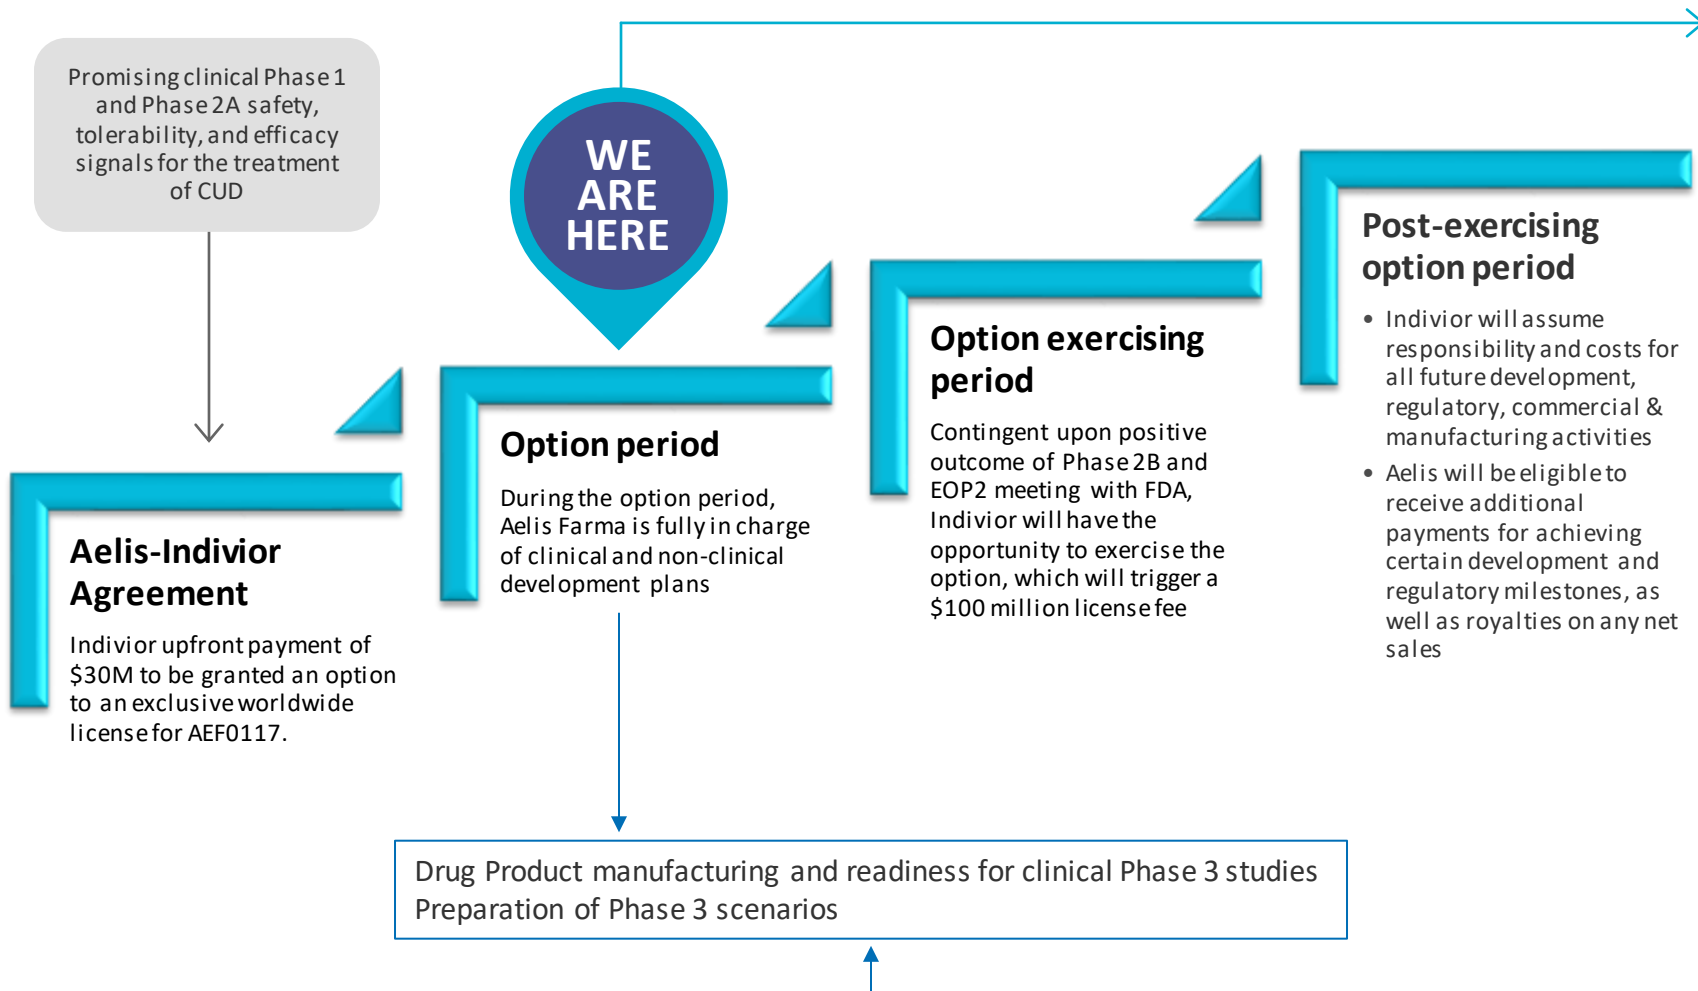 Promising clinical Phase 1
and Phase 2A safety,
tolerability, and efficacy
signals for the treatment
of CUD
WE
ARE
HERE
Aelis-Indivior
Agreement
Indivior upfront payment of
$30M to be granted an option
to an exclusive worldwide
license for AEF0117.
Option period
During the option period,
Aelis Farma is fully in charge
of clinical and non-clinical
development plans
Option exercising
period
Contingent upon positive
outcome of Phase 2B and
EOP2 meeting with FDA,
Indivior will have the
opportunity to exercise the
option, which will trigger a
$100 million license fee
Post-exercising
option period
• Indivior will assume
responsibility and costs for
all future development,
regulatory, commercial &
manufacturing activities
• Aelis will be eligible to
receive additional
payments for achieving
certain development and
regulatory milestones, as
well as royalties on any net
sales
Drug Product manufacturing and readiness for clinical Phase 3 studies
Preparation of Phase 3 scenarios